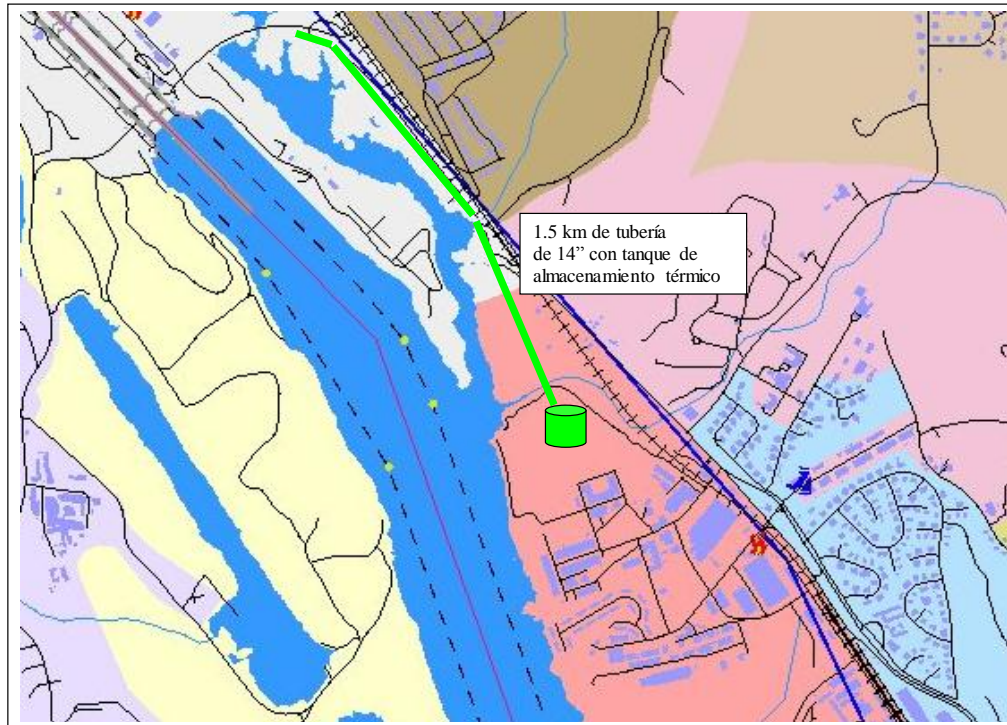 1.5 km de tubería
de 14” con tanque de
almacenamiento térmico